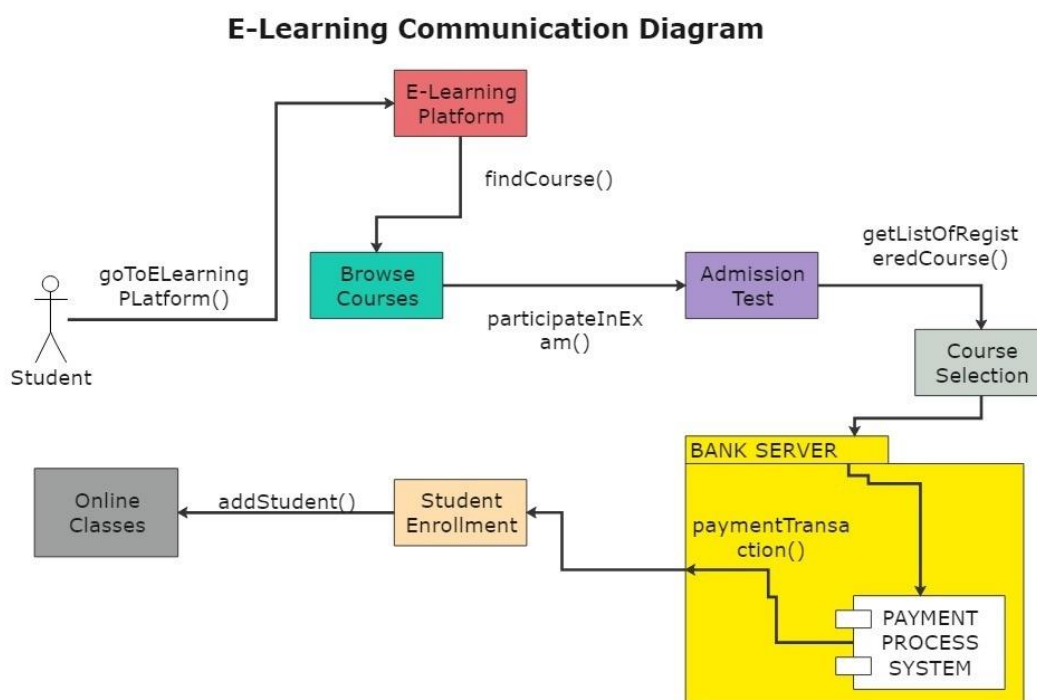 E-Learning Communication Diagram
E-Learning
Platform
findCourse()
getListOfRegist
eredCourse()
goToELearning
PLatform()
Browse
Courses
Admission
Test
participateInEx
am()
Student
Course
Selection
BANK SERVER
Online
Classes
addStudent()
Student
Enrollment
paymentTransa
ction()
PAYMENT
PROCESS
SYSTEM